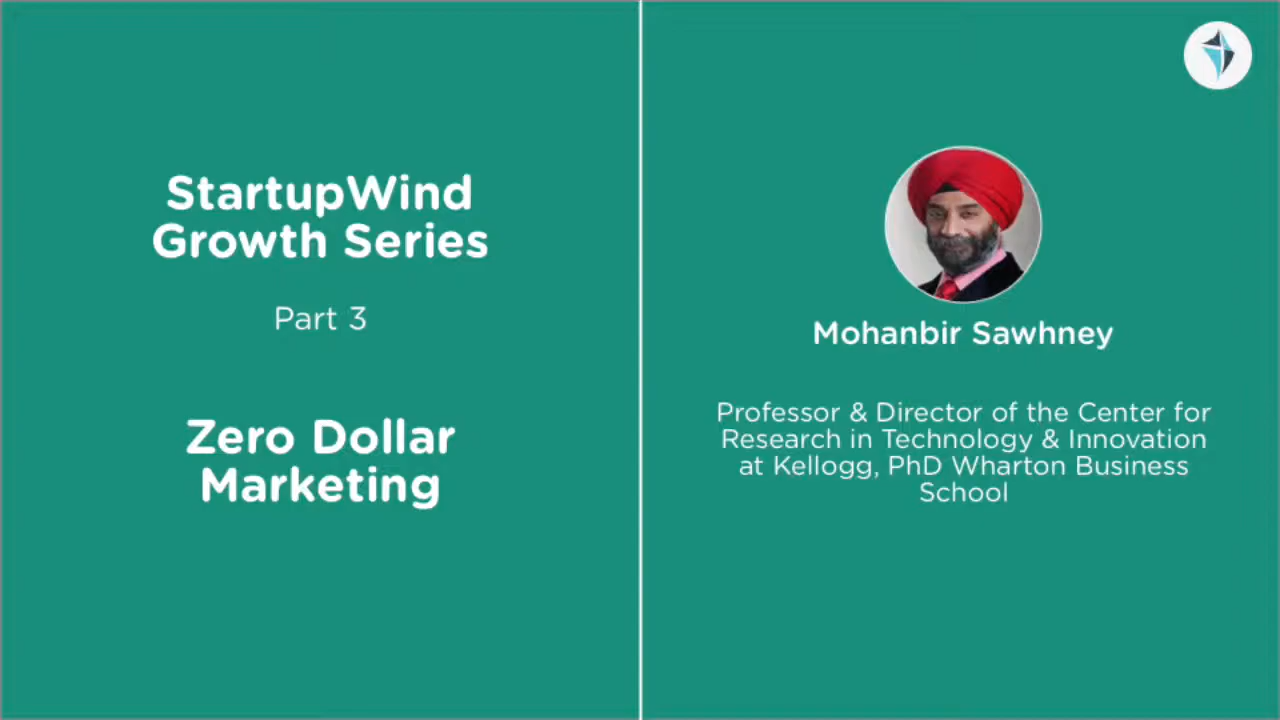 StartupWind
Growth Series
Part 3
Zero Dollar
Marketing
Mohanbir Sawhney
Professor & Director of the Center for
Research in Technology & Innovation
at Kellogg, PhD Wharton Business
School